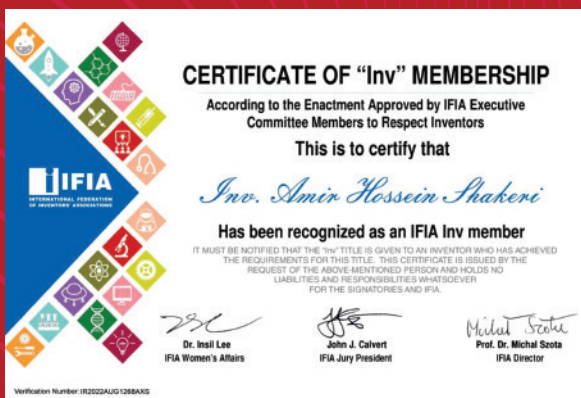 CERTIFICATE OF “Inv” MEMBERSHIP
According to the Enactment Approved by IFIA Executive
Committee Members to Respect Inventors
This is to certify that
Inv. Amir Hossein Shakeri
Has been recognized as an IFIA Inv member
IT MUST BE NOTIFIED THAT THE "Inv" TITLE IS GIVEN TO AN INVENTOR WHO HAS ACHIEVED
THE REQUIREMENTS FOR THIS TITLE. THIS CERTIFICATE IS ISSUED BY THE
REQUEST OF THE ABOVE-MENTIONED PERSON AND HOLDS NO
LIABILITIES AND RESPONSIBILITIES WHATSOEVER
FOR THE SIGNATORIES AND IFIA.
IFIA
INTERNATIONAL FEDERATION
OF INVENTORS' ASSOCIATIONS
Michal Szota
Dr. Insil Lee
IFIA Women's Affairs
John J. Calvert
IFIA Jury President
Prof. Dr. Michal Szota
IFIA Director
Verification Number:IR2022AUG1268AXS